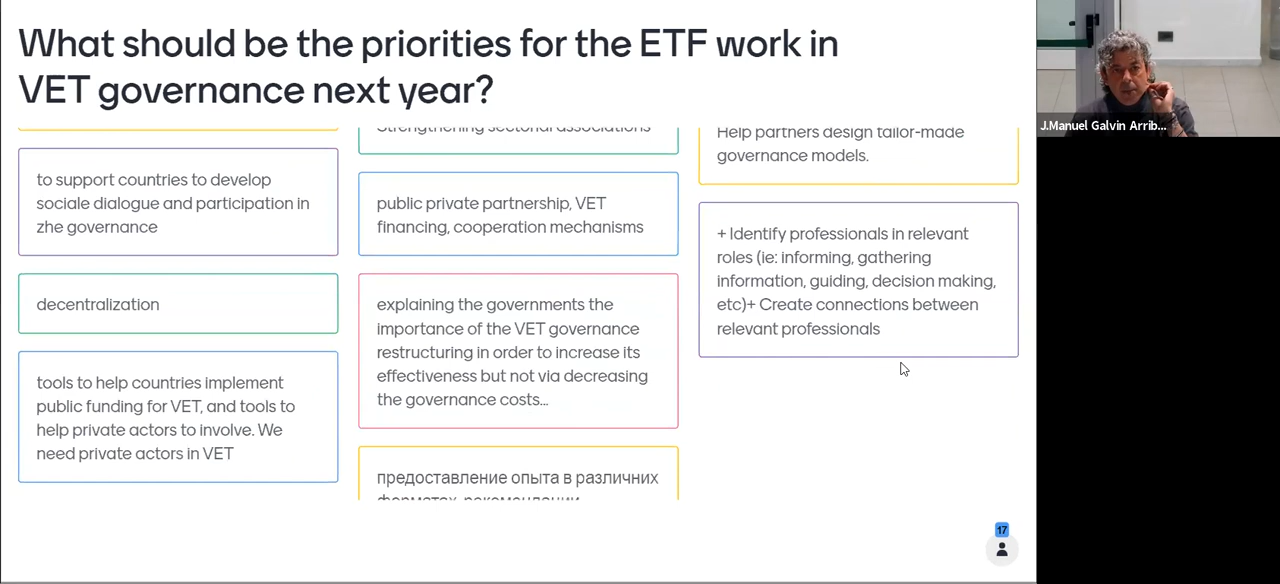 What should be the priorities for the ETF work in
VET governance next year?
to support countries to develop
sociale dialogue and participation in
zhe governance
decentralization
tools to help countries implement
public funding for VET, and tools to
help private actors to involve. We
need private actors in VET
Strengthening sectoral associations
public private partnership, VET
financing, cooperation mechanisms
explaining the governments the
importance of the VET governance
restructuring in order to increase its
effectiveness but not via decreasing
the governance costs...
предоставление опыта в различних
форматах, рекомендации
Help partners design tailor-made
governance models.
+ Identify professionals in relevant
roles (ie: informing, gathering
information, guiding, decision making,
etc)+ Create connections between
relevant professionals
17
J.Manuel Galvin Arrib...